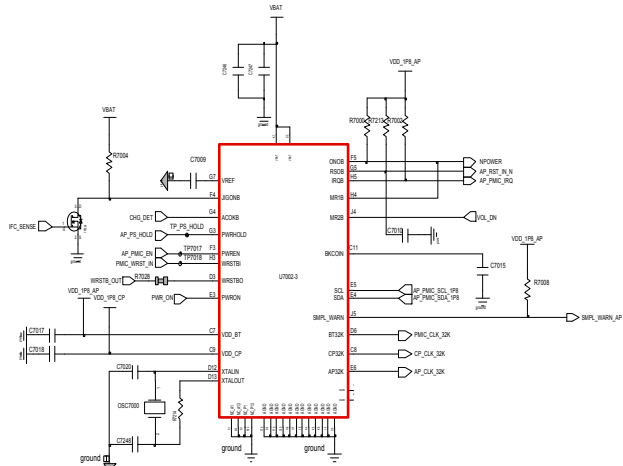 VBAT
C7246
C7247
VDD_1P8_AP
R7000
R7213
R7002
VBAT
R7004
C7009
G7
VREF
F4
JIGONB
G4
ACOKB
G3
PWRHOLD
F3
PWREN
H3
WRSTBI
D3
WRSTBO
E3
PWRON
C7
VDD_BT
C9
VDD_CP
D12
XTALIN
D13
XTALOUT
IFC_SENSE
CHG_DET
TP_PS_HOLD
AP_PS_HOLD
AP_PMIC_EN
TP7017
PMIC_WRST_IN
TP7018
WRSTB_OUT
R7028
PWR_ON
VDD_1P8_AP
VDD_1P8_CP
C7017
C7018
C7020
OSC7000
R7214
C7248
ground
U7002-3
ONOB
F5
NPOWER
RSOB
G5
AP_RST_IN_N
IRQB
H5
AP_PMIC_IRQ
MR1B
H4
MR2B
J4
VOL_DN
C7010
BKCOIN
C11
C7015
VDD_1P8_AP
R7008
SCL
E5
AP_PMIC_SCL_1P8
SDA
E4
AP_PMIC_SDA_1P8
SMPL_WARN
J5
SMPL_WARN_AP
BT32K
D6
PMIC_CLK_32K
CP32K
C8
CP_CLK_32K
AP32K
E6
AP_CLK_32K
ground
ground